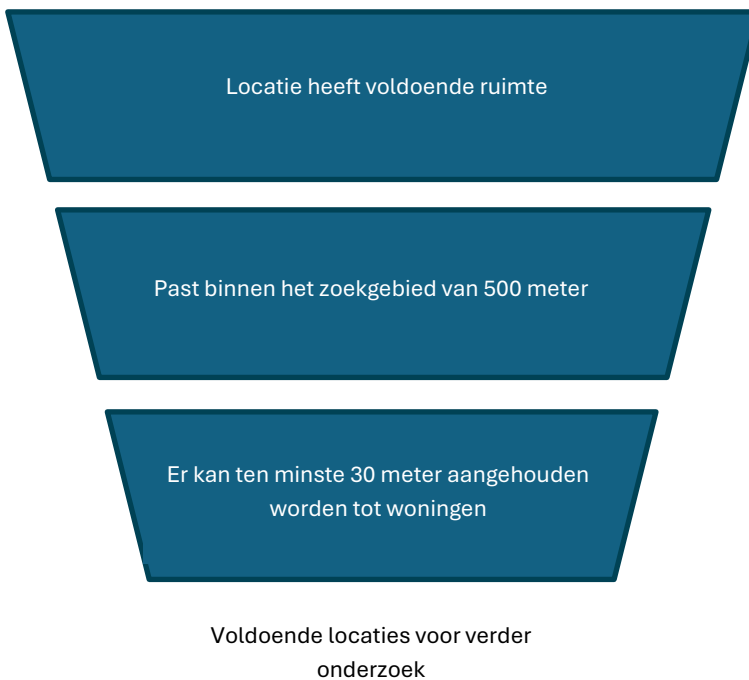 Locatie heeft voldoende ruimte
Past binnen het zoekgebied van 500 meter
Er kan ten minste 30 meter aangehouden
worden tot woningen
Voldoende locaties voor verder
onderzoek